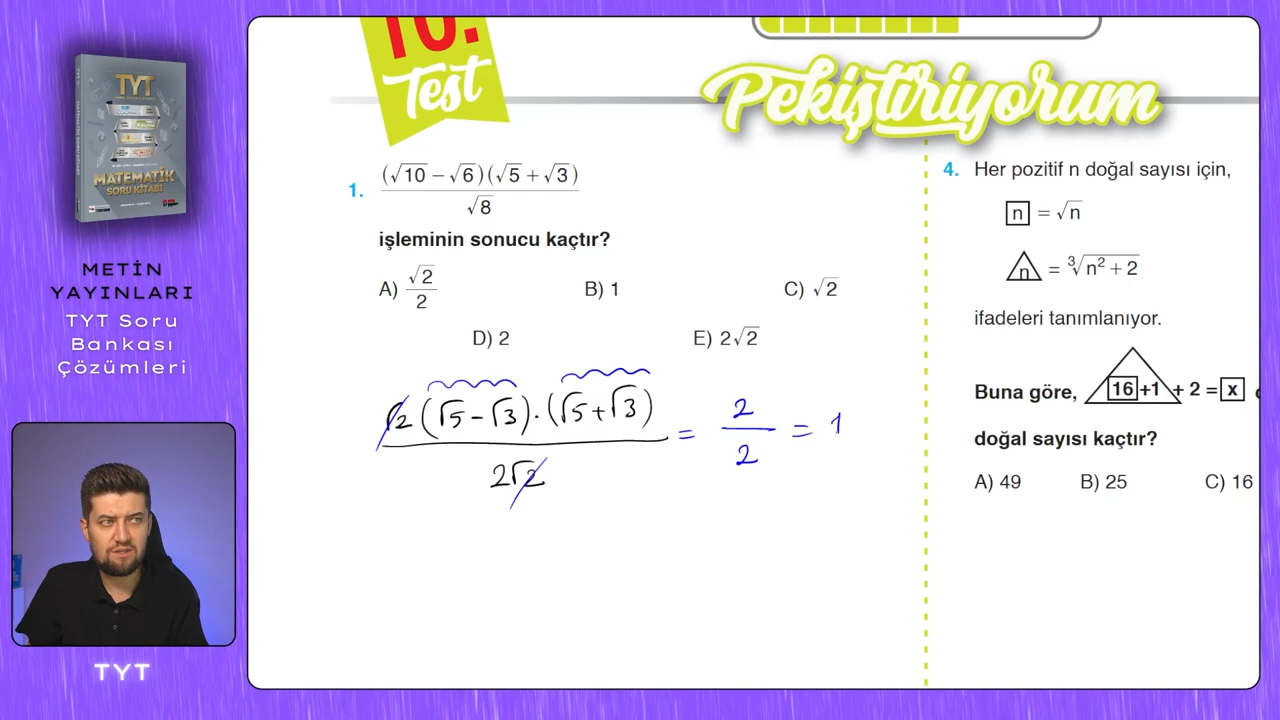 TYT
MATEMATİK
SORU KİTABI
METİN
YAYINLARI
TYT Soru
Bankası
Çözümleri
TYT
10.
Test
Pekiştiriyorum
1. (√10 − √6)(√5 + √3)
√8
işleminin sonucu kaçtır?
A) √2/2 B) 1 C) √2
D) 2 E) 2√2
√2(√5 − √3)·(√5 + √3) = 2/2 = 1
2√2
4. Her pozitif n doğal sayısı için,
n = √n
n = ∛n² + 2
ifadeleri tanımlanıyor.
Buna göre, 16 +1 + 2 = x
doğal sayısı kaçtır?
A) 49 B) 25 C) 16